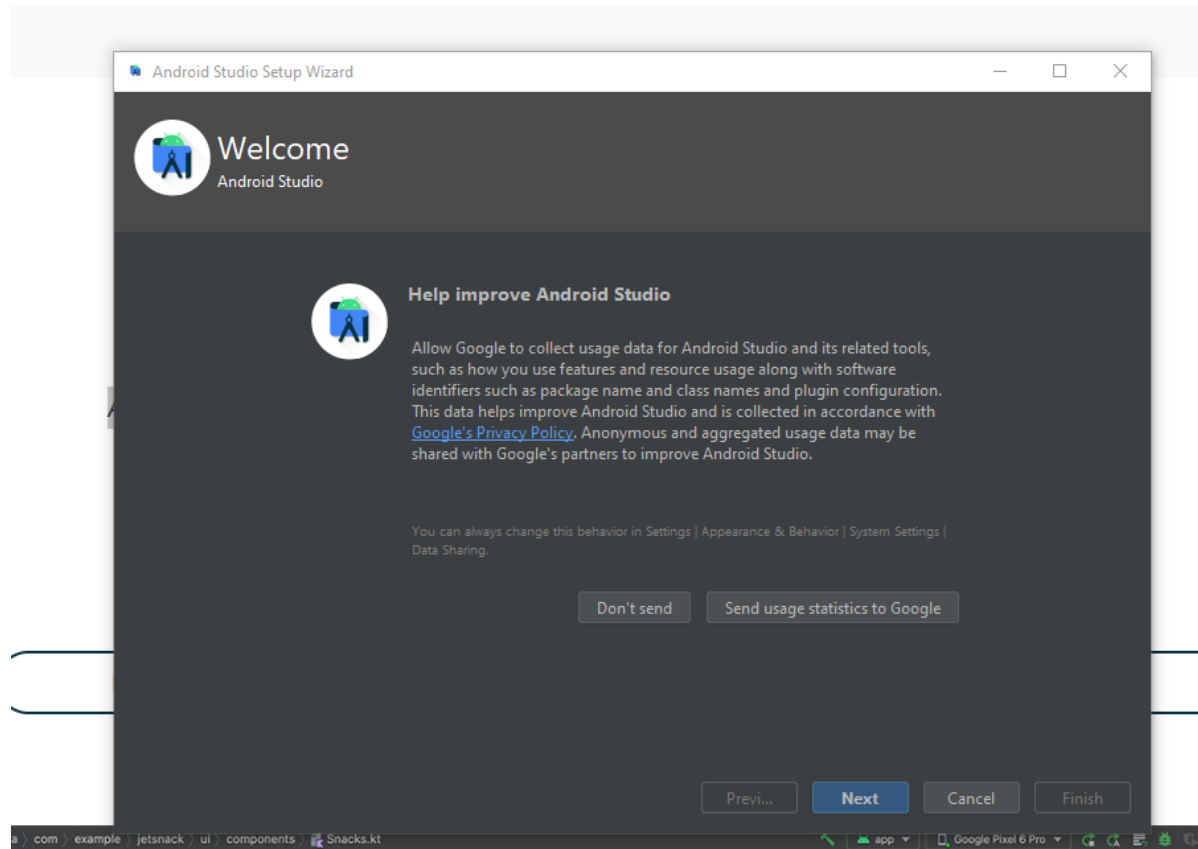 Android Studio Setup Wizard
Welcome
Android Studio
Help improve Android Studio
Allow Google to collect usage data for Android Studio and its related tools,
such as how you use features and resource usage along with software
identifiers such as package name and class names and plugin configuration.
This data helps improve Android Studio and is collected in accordance with
Google's Privacy Policy. Anonymous and aggregated usage data may be
shared with Google's partners to improve Android Studio.
You can always change this behavior in Settings | Appearance & Behavior | System Settings |
Data Sharing.
Don't send Send usage statistics to Google
Previ... Next Cancel Finish
a 〉 com 〉 example 〉 jetsnack 〉 ui 〉 components 〉 Snacks.kt app Google Pixel 6 Pro